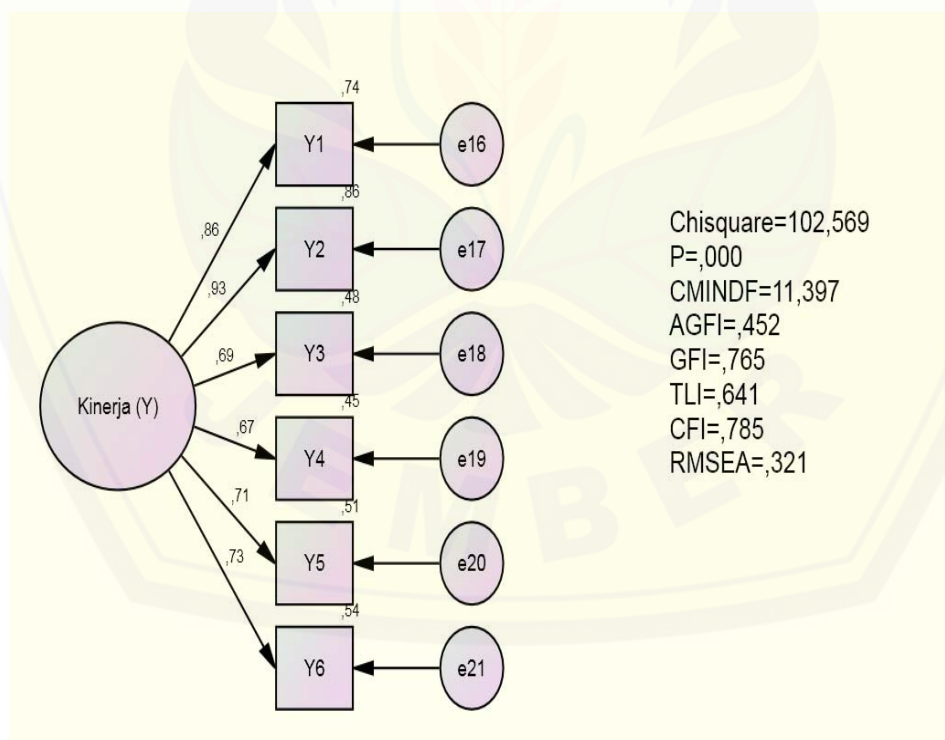 ,74
Y1
e16
,86
,86
Y2
e17
,93
,48
Y3
e18
,69
Kinerja (Y)
,45
,67
Y4
e19
,51
,71
Y5
e20
,54
,73
Y6
e21
Chisquare=102,569
P=,000
CMINDF=11,397
AGFI=,452
GFI=,765
TLI=,641
CFI=,785
RMSEA=,321
EMBER